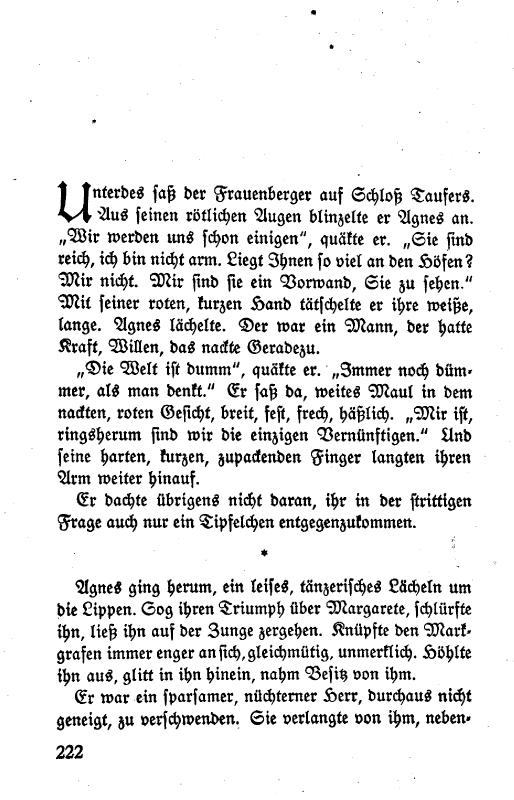 Unterdes saß der Frauenberger auf Schloß Taufers.
Aus seinen rötlichen Augen blinzelte er Agnes an.
„Wir werden uns schon einigen“, quäkte er. „Sie sind
reich, ich bin nicht arm. Liegt Ihnen so viel an den Höfen?
Mir nicht. Mir sind sie ein Vorwand, Sie zu sehen.“
Mit seiner roten, kurzen Hand tätschelte er ihre weiße,
lange. Agnes lächelte. Der war ein Mann, der hatte
Kraft, Willen, das nackte Geradezu.
„Die Welt ist dumm“, quäkte er. „Immer noch düm-
mer, als man denkt.“ Er saß da, weites Maul in dem
nackten, roten Gesicht, breit, fest, frech, häßlich. „Mir ist,
ringsherum sind wir die einzigen Vernünftigen.“ Und
seine harten, kurzen, zupackenden Finger langten ihren
Arm weiter hinauf.
Er dachte übrigens nicht daran, ihr in der strittigen
Frage auch nur ein Tipfelchen entgegenzukommen.
*
Agnes ging herum, ein leises, tänzerisches Lächeln um
die Lippen. Sog ihren Triumph über Margarete, schlürfte
ihn, ließ ihn auf der Zunge zergehen. Knüpfte den Mark-
grafen immer enger an sich, gleichmütig, unmerklich. Höhlte
ihn aus, glitt in ihn hinein, nahm Besitz von ihm.
Er war ein sparsamer, nüchterner Herr, durchaus nicht
geneigt, zu verschwenden. Sie verlangte von ihm, neben-
222